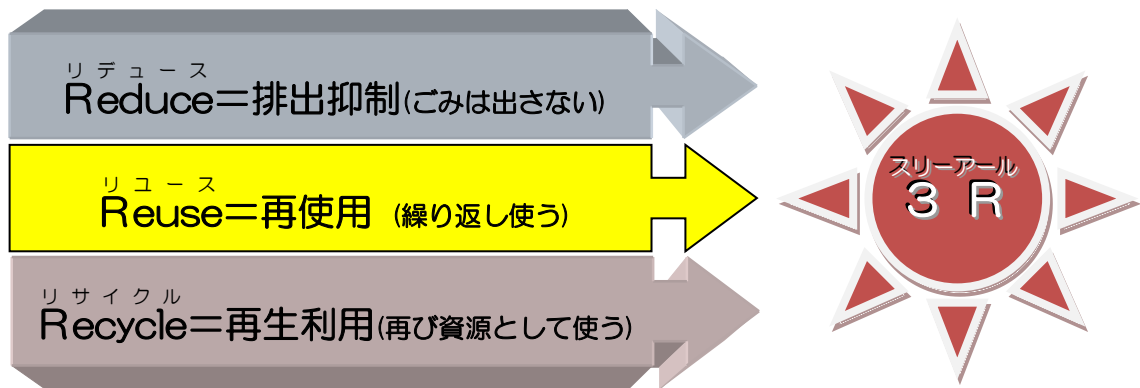 リデュース
Reduce＝排出抑制(ごみは出さない)
リユース
Reuse＝再使用 (繰り返し使う)
リサイクル
Recycle＝再生利用(再び資源として使う)
スリーアール
３Ｒ